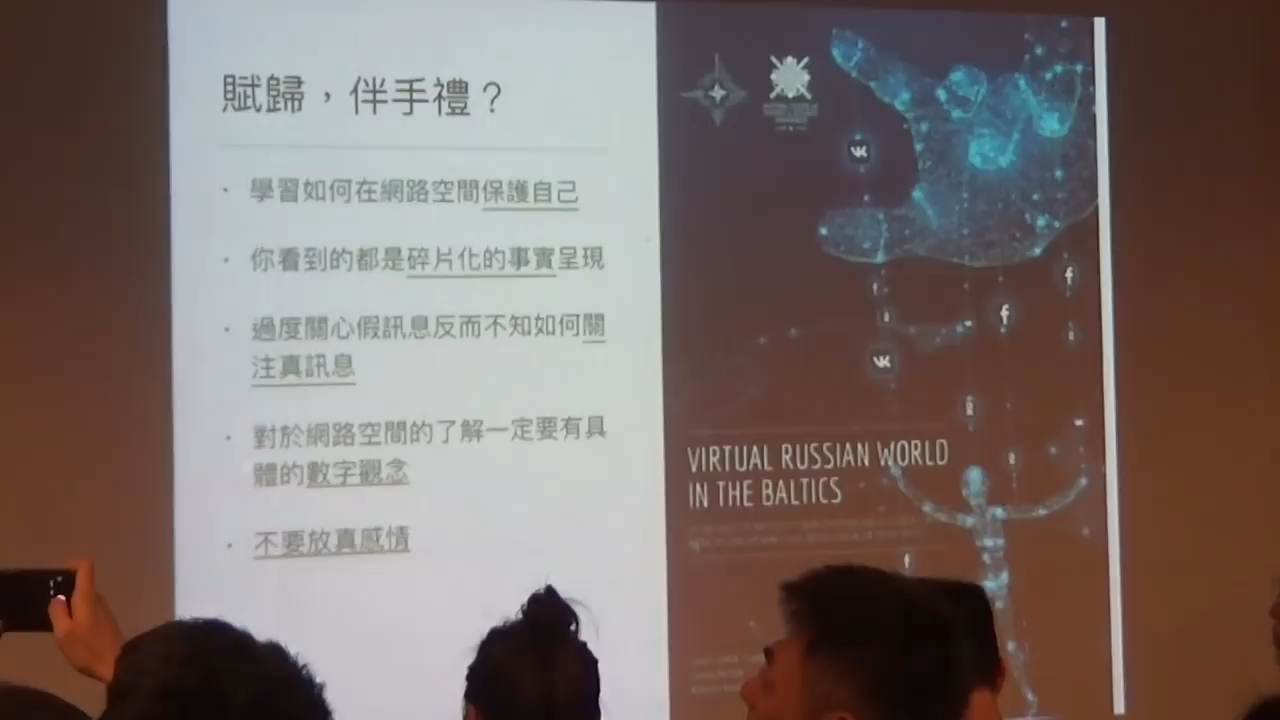 賦歸，伴手禮？
· 學習如何在網路空間保護自己
· 你看到的都是碎片化的事實呈現
· 過度關心假訊息反而不知如何關
注真訊息
· 對於網路空間的了解一定要有具
體的數字觀念
· 不要放真感情
VIRTUAL RUSSIAN WORLD
IN THE BALTICS